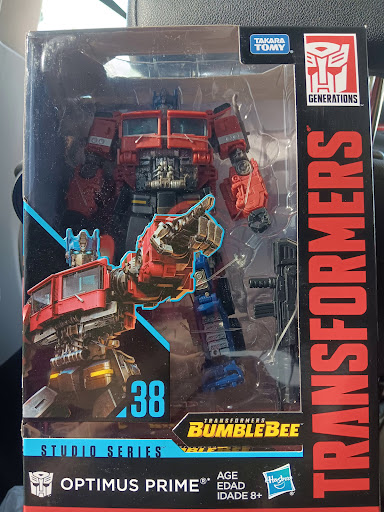 TAKARA
TOMY
TRANSFORMERS
GENERATIONS
38
TRANSFORMERS
BUMBLEBEE
STUDIO SERIES
OPTIMUS PRIME®*
AGE
EDAD
IDADE 8+
Hasbro